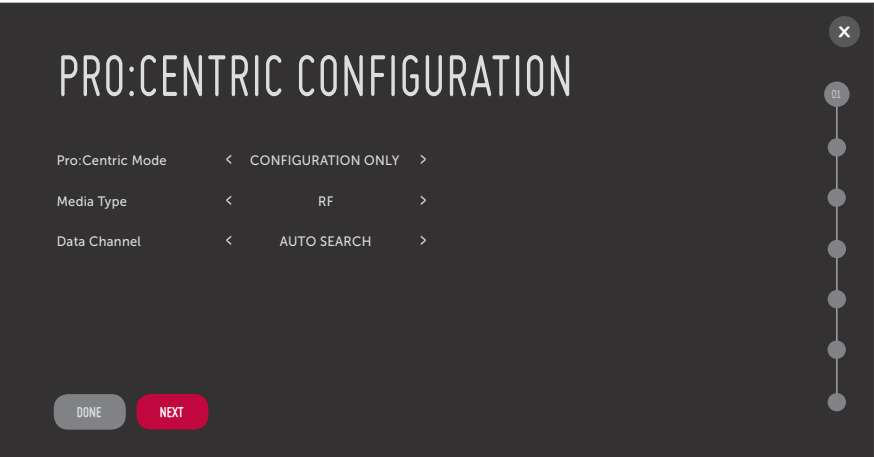 X
PRO:CENTRIC CONFIGURATION
01
Pro:Centric Mode < CONFIGURATION ONLY >
Media Type < RF >
Data Channel < AUTO SEARCH >
DONE NEXT